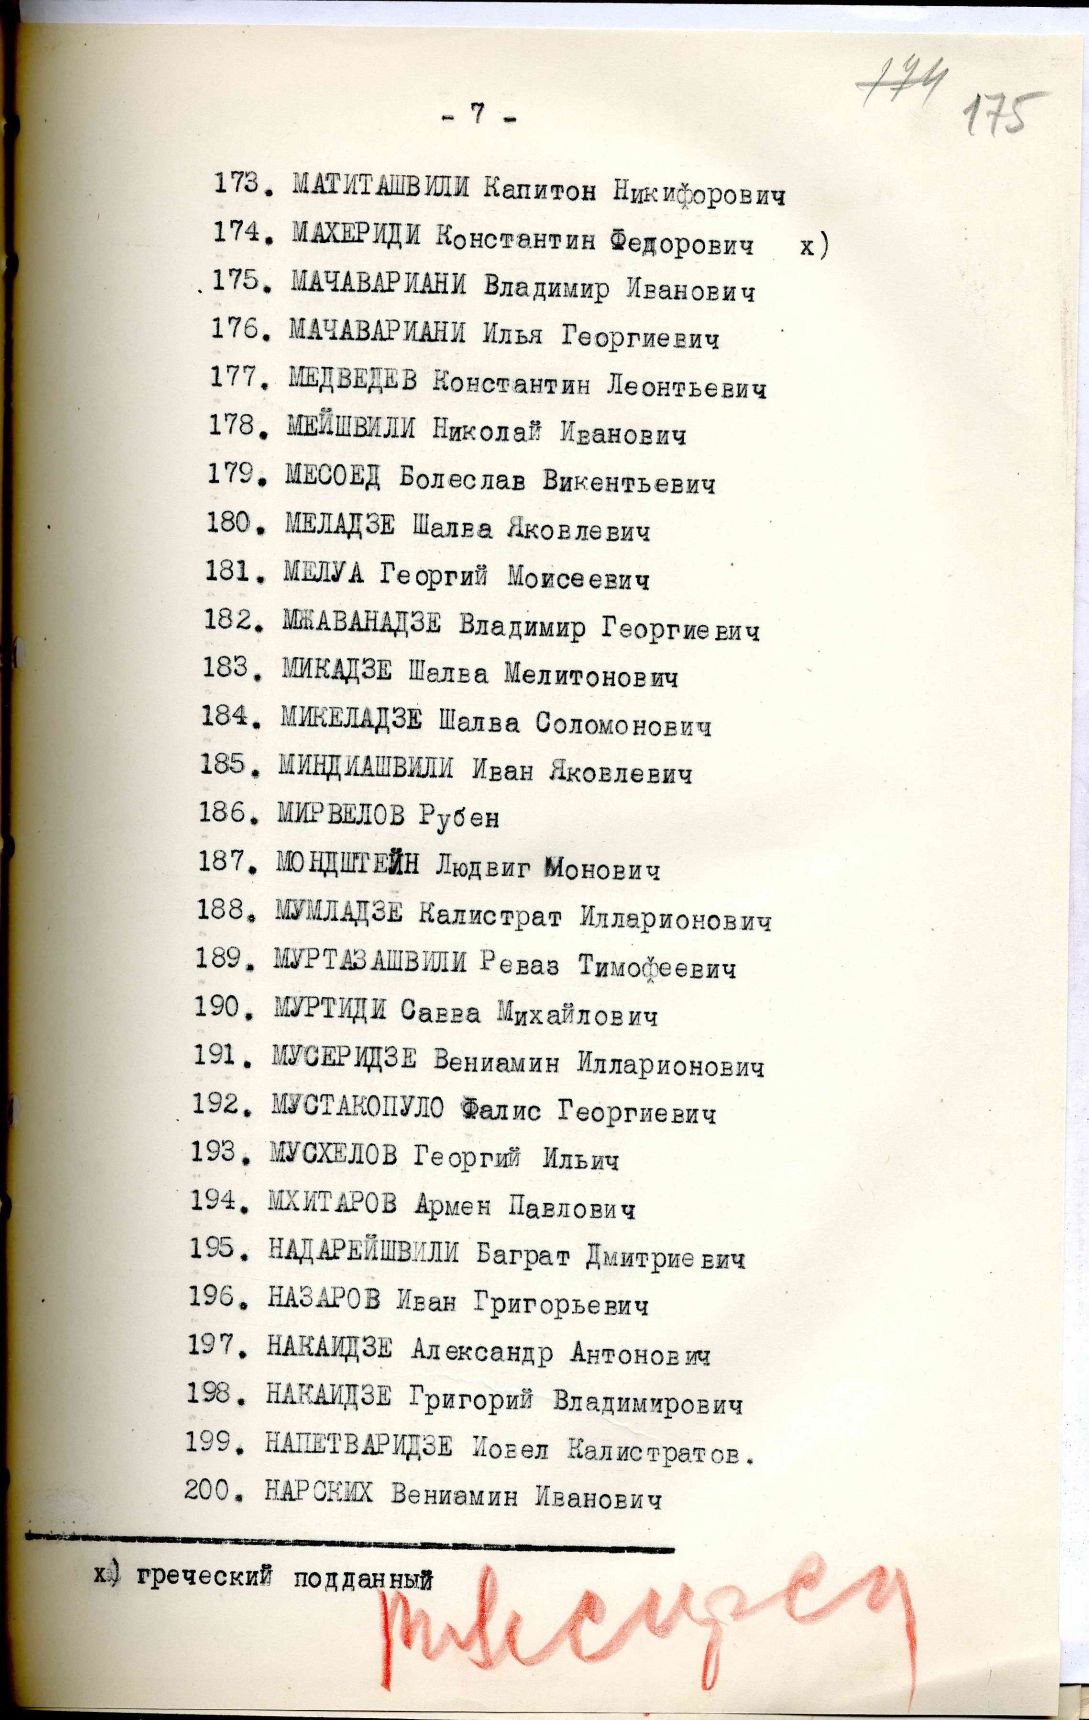 174
175
- 7 -
173. МАТИТАШВИЛИ Капитон Никифорович
174. МАХЕРИДИ Константин Федорович х)
175. МАЧАВАРИАНИ Владимир Иванович
176. МАЧАВАРИАНИ Илья Георгиевич
177. МЕДВЕДЕВ Константин Леонтьевич
178. МЕЙШВИЛИ Николай Иванович
179. МЕСОЕД Болеслав Викентьевич
180. МЕЛАДЗЕ Шалва Яковлевич
181. МЕЛУА Георгий Моисеевич
182. МЖАВАНАДЗЕ Владимир Георгиевич
183. МИКАДЗЕ Шалва Мелитонович
184. МИКЕЛАДЗЕ Шалва Соломонович
185. МИНДИАШВИЛИ Иван Яковлевич
186. МИРВЕЛОВ Рубен
187. МОНДШТЕЙН Людвиг Монович
188. МУМЛАДЗЕ Калистрат Илларионович
189. МУРТАЗАШВИЛИ Реваз Тимофеевич
190. МУРТИДИ Савва Михайлович
191. МУСЕРИДЗЕ Вениамин Илларионович
192. МУСТАКОПУЛО Фалис Георгиевич
193. МУСХЕЛОВ Георгий Ильич
194. МХИТАРОВ Армен Павлович
195. НАДАРЕЙШВИЛИ Баграт Дмитриевич
196. НАЗАРОВ Иван Григорьевич
197. НАКАИДЗЕ Александр Антонович
198. НАКАИДЗЕ Григорий Владимирович
199. НАПЕТВАРИДЗЕ Иовел Калистратов.
200. НАРСКИХ Вениамин Иванович
х) греческий подданный